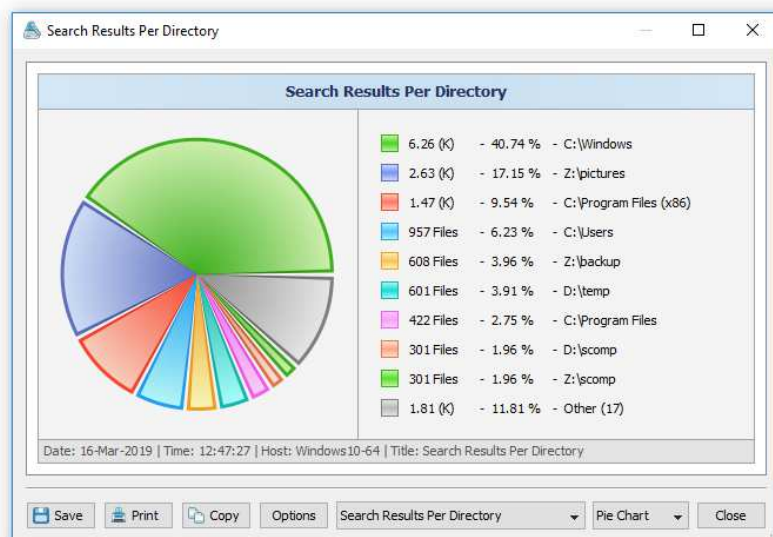 Search Results Per Directory
Search Results Per Directory
6.26 (K) - 40.74 % - C:\Windows
2.63 (K) - 17.15 % - Z:\pictures
1.47 (K) - 9.54 % - C:\Program Files (x86)
957 Files - 6.23 % - C:\Users
608 Files - 3.96 % - Z:\backup
601 Files - 3.91 % - D:\temp
422 Files - 2.75 % - C:\Program Files
301 Files - 1.96 % - D:\scomp
301 Files - 1.96 % - Z:\scomp
1.81 (K) - 11.81 % - Other (17)
Date: 16-Mar-2019 | Time: 12:47:27 | Host: Windows10-64 | Title: Search Results Per Directory
Save Print Copy Options Search Results Per Directory Pie Chart Close